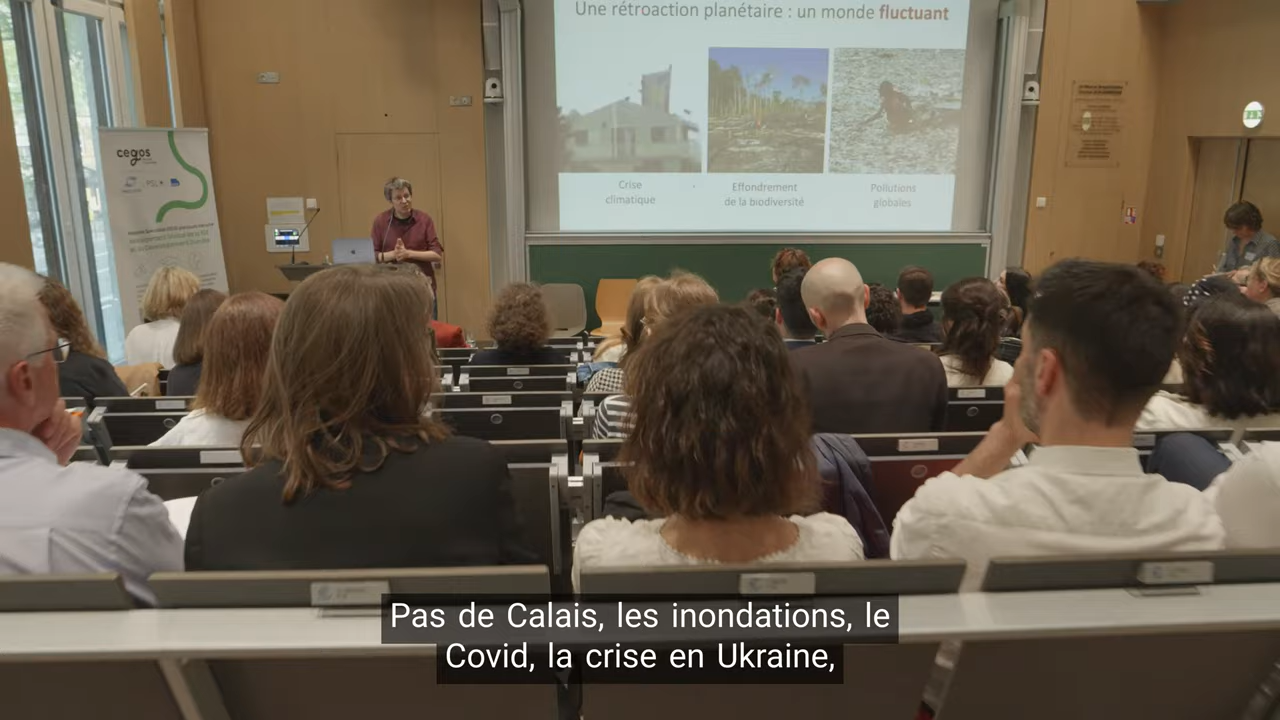 Une rétroaction planétaire : un monde fluctuant
Crise
climatique
Effondrement
de la biodiversité
Pollutions
globales
cegos
Pas de Calais, les inondations, le
Covid, la crise en Ukraine,